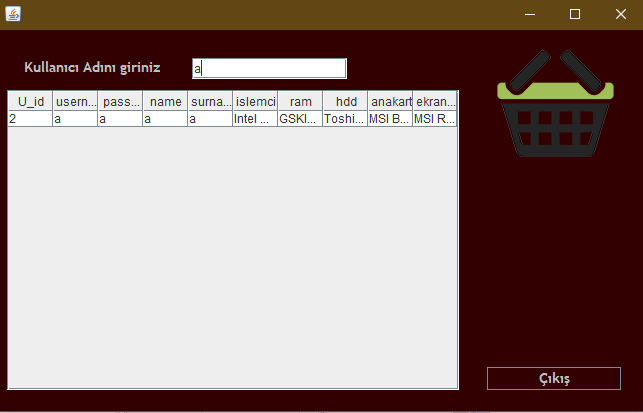 Kullanıcı Adını giriniz a
U_id usern... pass... name surna... islemci ram hdd anakart ekran...
2 a a a a Intel ... GSKI... Toshi... MSI B... MSI R...
Çıkış